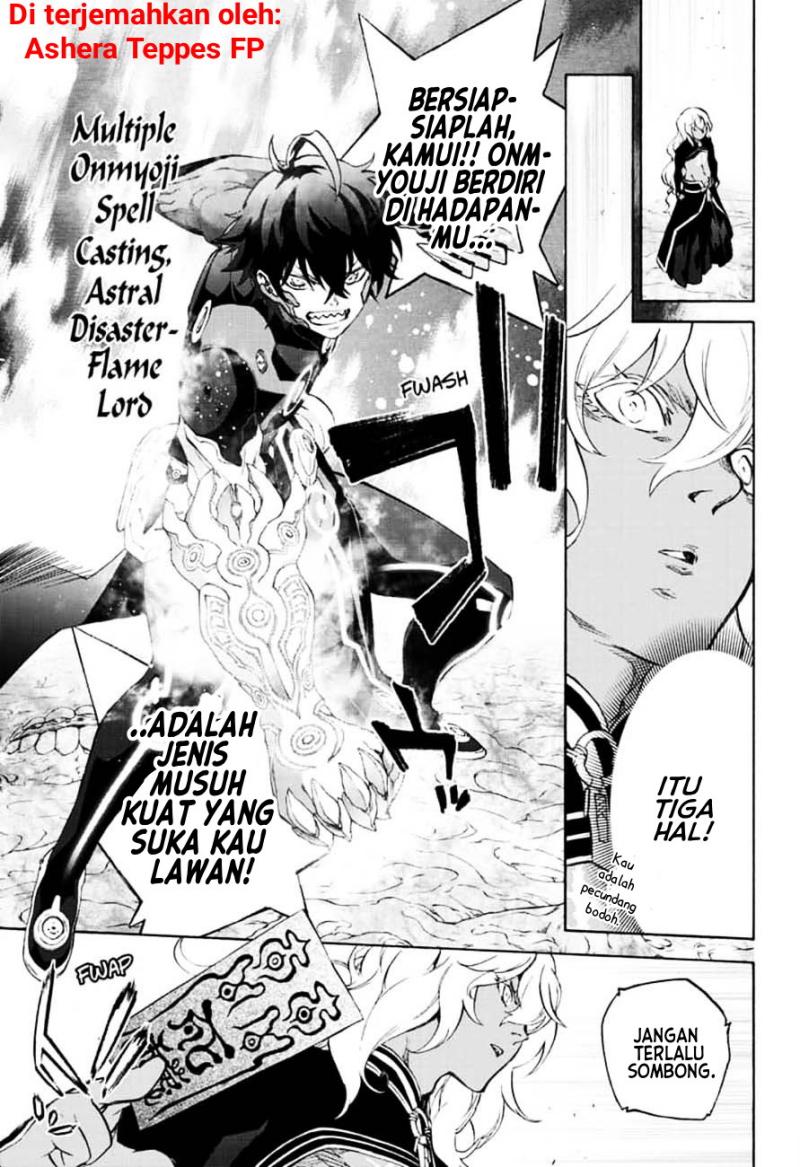 Di terjemahkan oleh:
Ashera Teppes FP
BERSIAP-
SIAPLAH,
KAMUI!! ONM-
YOUJI BERDIRI
DI HADAPAN-
MU...
Multiple
Onmyoji
Spell
Casting,
Astral
Disaster-
Flame
Lord
FWASH
..ADALAH
JENIS
MUSUH
KUAT YANG
SUKA KAU
LAWAN!
ITU
TIGA
HAL!
Kau
adalah
pecundang
bodoh.
FWAP
JANGAN
TERLALU
SOMBONG.